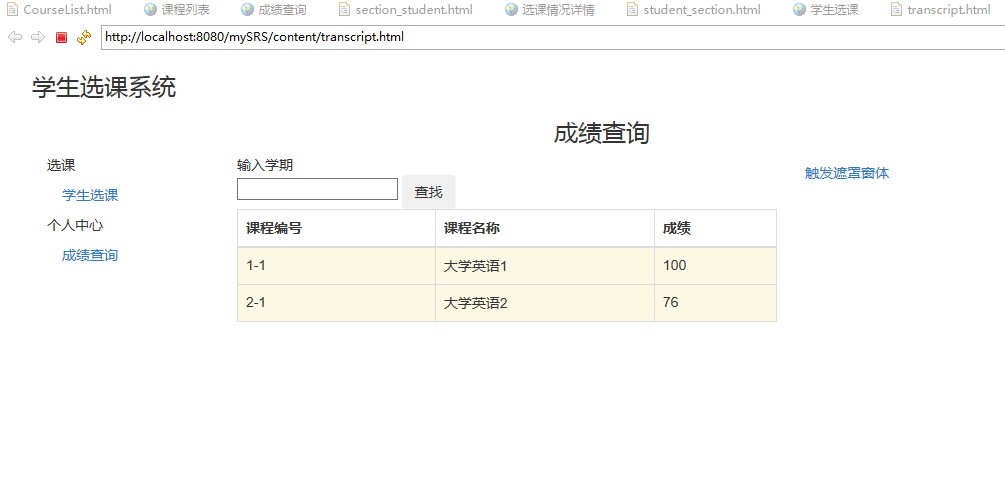 CourseList.html 课程列表 成绩查询 section_student.html 选课情况详情 student_section.html 学生选课 transcript.html
http://localhost:8080/mySRS/content/transcript.html
学生选课系统
成绩查询
选课
学生选课
个人中心
成绩查询
输入学期
查找
触发遮罩窗体
课程编号 课程名称 成绩
1-1 大学英语1 100
2-1 大学英语2 76